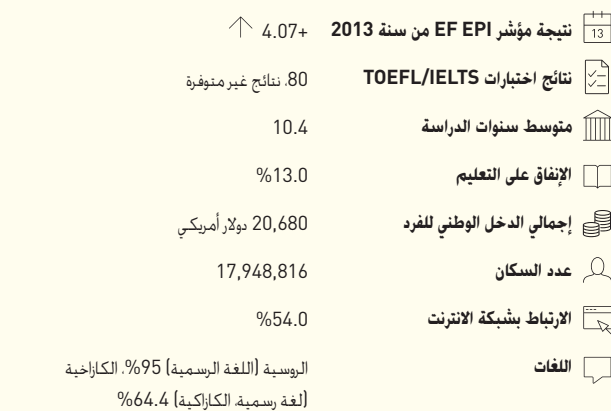 نتيجة مؤشر EF EPI من سنة 2013 +4.07
نتائج اختبارات TOEFL/IELTS 80، نتائج غير متوفرة
متوسط سنوات الدراسة 10.4
الإنفاق على التعليم %13.0
إجمالي الدخل الوطني للفرد 20,680 دولار أمريكي
عدد السكان 17,948,816
الارتباط بشبكة الانترنت %54.0
اللغات الروسية (اللغة الرسمية) 95%، الكازاخية
(لغة رسمية، الكازاكية) 64.4%
13